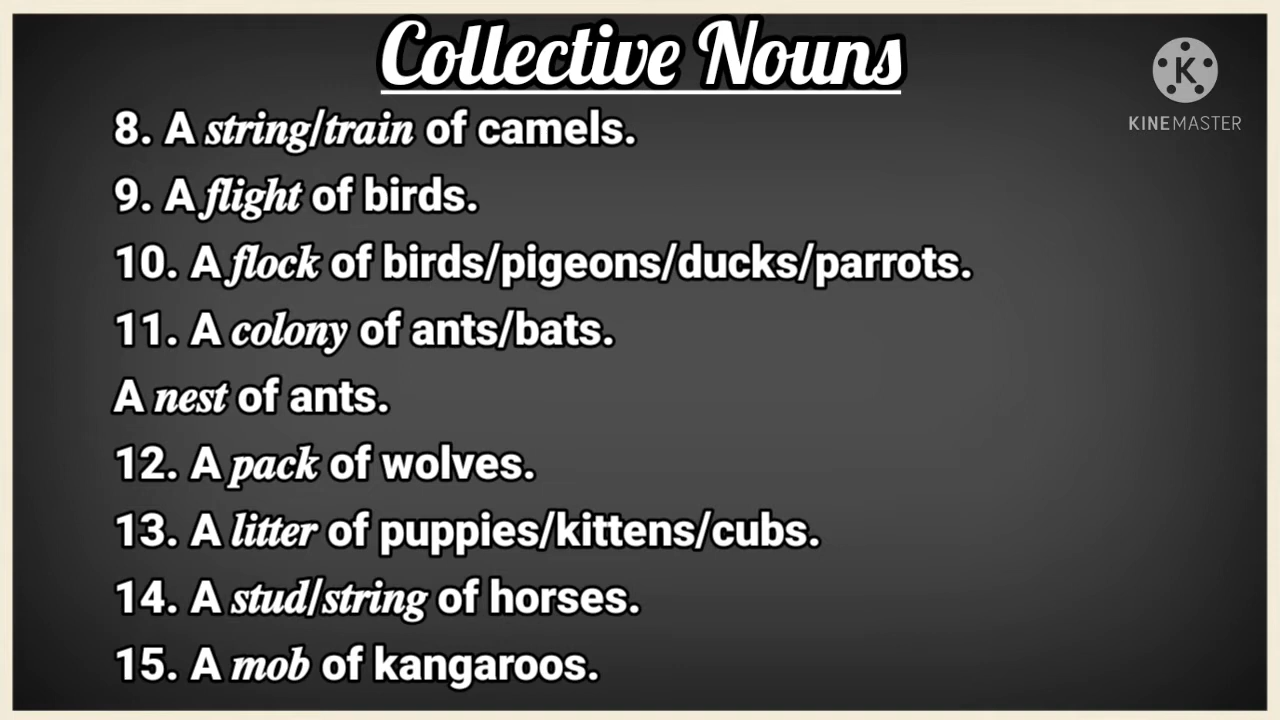 Collective Nouns
K
KINEMASTER
8. A string/train of camels.
9. A flight of birds.
10. A flock of birds/pigeons/ducks/parrots.
11. A colony of ants/bats.
A nest of ants.
12. A pack of wolves.
13. A litter of puppies/kittens/cubs.
14. A stud/string of horses.
15. A mob of kangaroos.